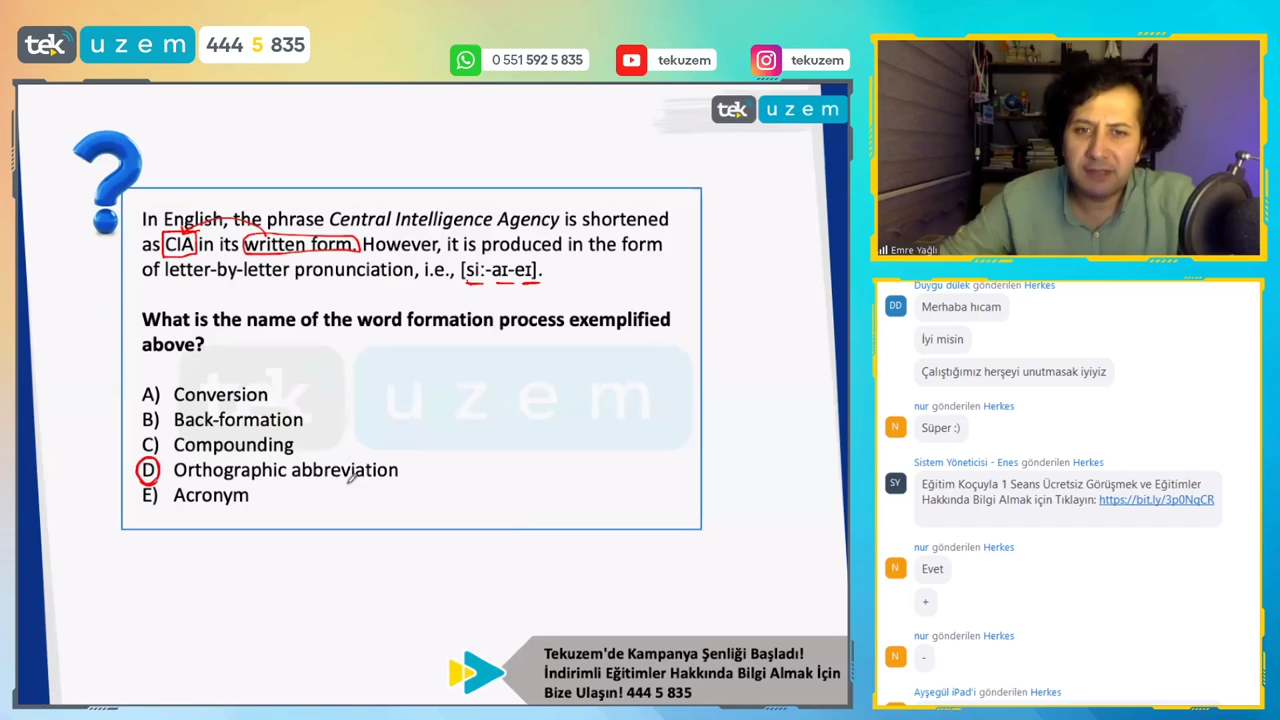 tek uzem 444 5 835
0 551 592 5 835
tekuzem
tekuzem
tek uzem
In English, the phrase Central Intelligence Agency is shortened
as CIA in its written form. However, it is produced in the form
of letter-by-letter pronunciation, i.e., [siː-aɪ-eɪ].
What is the name of the word formation process exemplified
above?
tek uzem
A) Conversion
B) Back-formation
C) Compounding
D) Orthographic abbreviation
E) Acronym
Tekuzem'de Kampanya Şenliği Başladı!
İndirimli Eğitimler Hakkında Bilgi Almak İçin
Bize Ulaşın! 444 5 835
Emre Yağlı
Duygu dülek gönderilen Herkes
DD
Merhaba hıcam
İyi misin
Çalıştığımız herşeyi unutmasak iyiyiz
nur gönderilen Herkes
N
Süper :)
Sistem Yöneticisi - Enes gönderilen Herkes
SY
Eğitim Koçuyla 1 Seans Ücretsiz Görüşmek ve Eğitimler
Hakkında Bilgi Almak için Tıklayın: https://bit.ly/3p0NqCR
nur gönderilen Herkes
N
Evet
+
nur gönderilen Herkes
N
-
Ayşegül iPad'i gönderilen Herkes